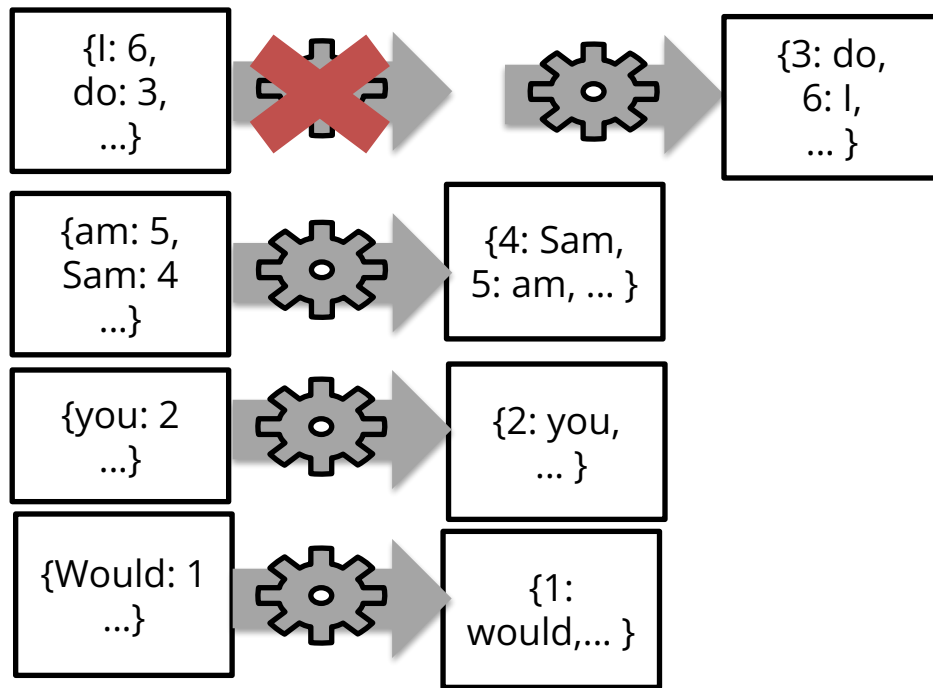 {I: 6,
do: 3,
...}
{3: do,
6: I,
... }
{am: 5,
Sam: 4
...}
{4: Sam,
5: am, ... }
{you: 2
...}
{2: you,
... }
{Would: 1
...}
{1:
would,... }